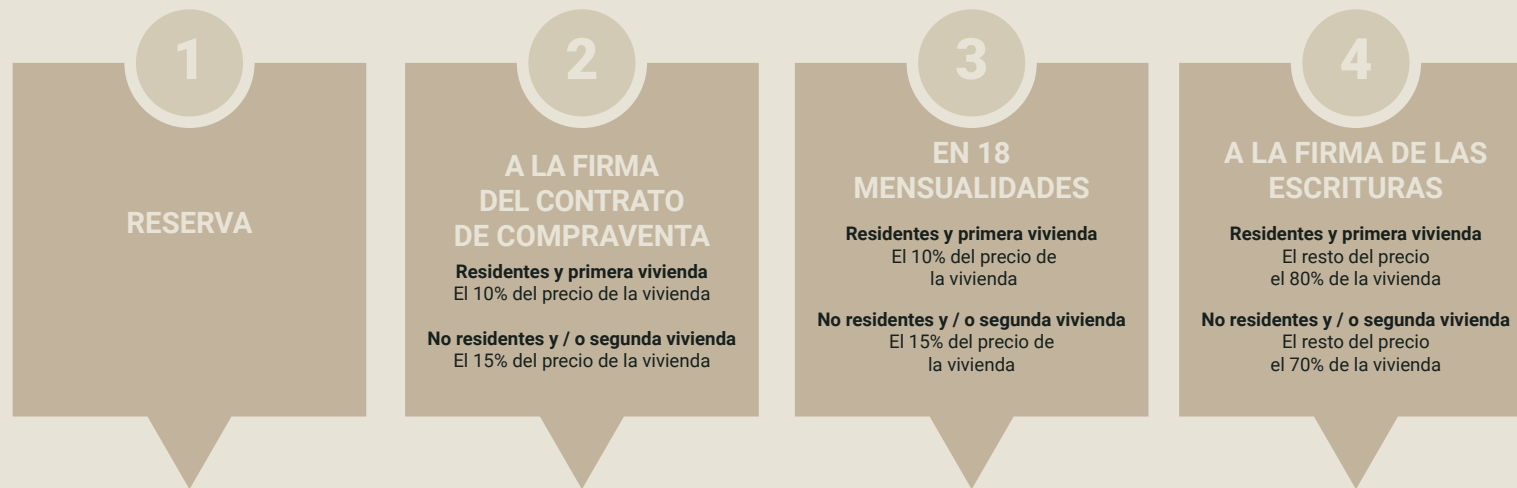 1
RESERVA
2
A LA FIRMA
DEL CONTRATO
DE COMPRAVENTA
Residentes y primera vivienda
El 10% del precio de la vivienda
No residentes y / o segunda vivienda
El 15% del precio de la vivienda
3
EN 18
MENSUALIDADES
Residentes y primera vivienda
El 10% del precio de
la vivienda
No residentes y / o segunda vivienda
El 15% del precio de
la vivienda
4
A LA FIRMA DE LAS
ESCRITURAS
Residentes y primera vivienda
El resto del precio
el 80% de la vivienda
No residentes y / o segunda vivienda
El resto del precio
el 70% de la vivienda